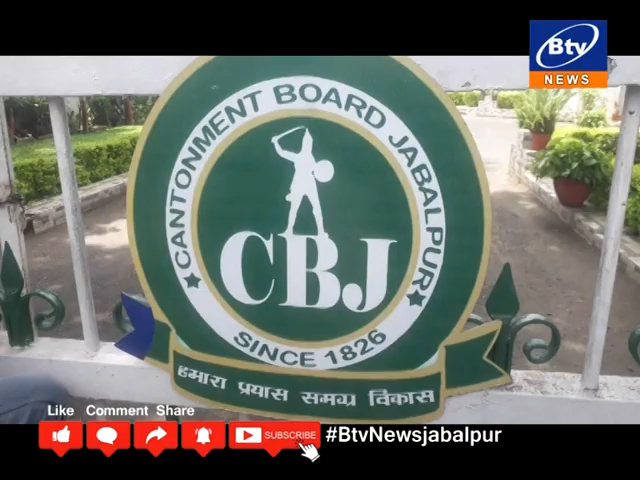 Btv
NEWS
CANTONMENT BOARD JABALPUR
CBJ
SINCE 1826
हमारा प्रयास समग्र विकास
Like Comment Share
SUBSCRIBE
#BtvNewsjabalpur